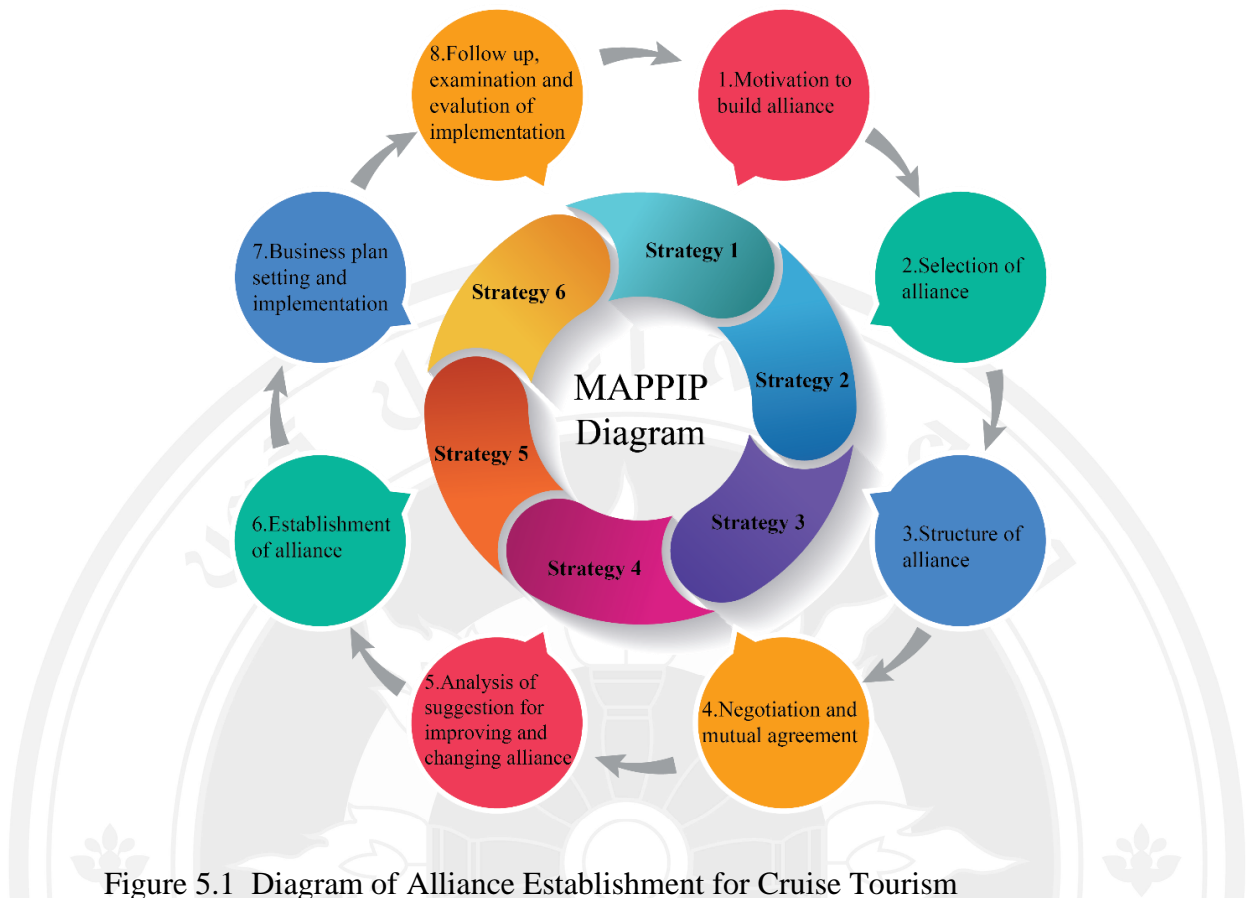 8.Follow up,
examination and
evalution of
implementation
1.Motivation to
build alliance
2.Selection of
alliance
3.Structure of
alliance
4.Negotiation and
mutual agreement
5.Analysis of
suggestion for
improving and
changing alliance
6.Establishment
of alliance
7.Business plan
setting and
implementation
Strategy 1
Strategy 2
Strategy 3
Strategy 4
Strategy 5
Strategy 6
MAPPIP
Diagram
Figure 5.1 Diagram of Alliance Establishment for Cruise Tourism